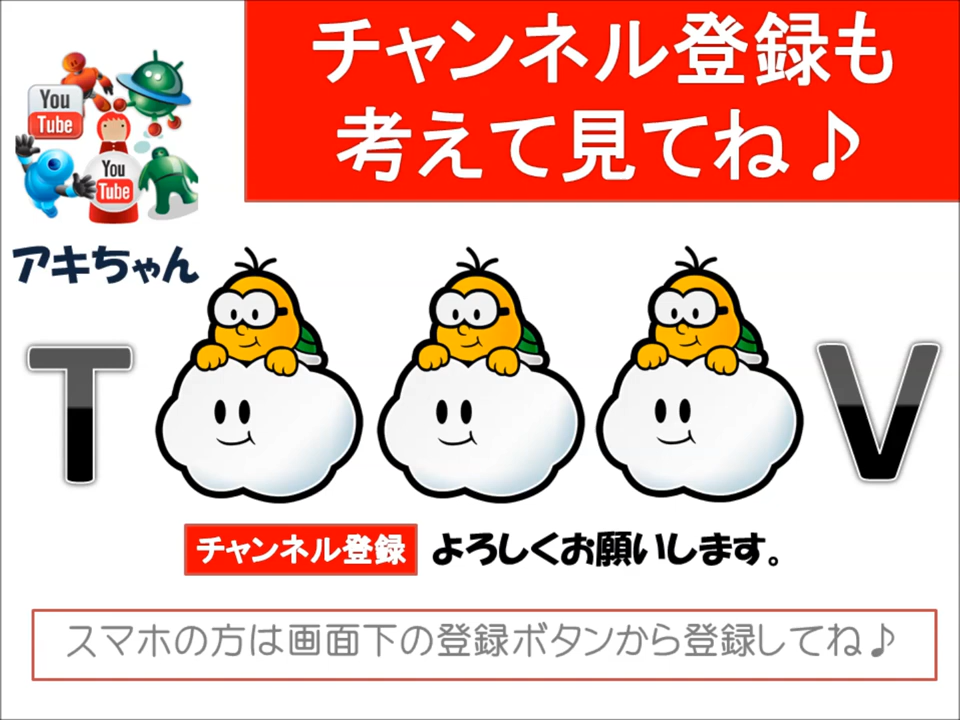 チャンネル登録も
考えて見てね♪
You
Tube
You
Tube
アキちゃん
T V
チャンネル登録 よろしくお願いします。
スマホの方は画面下の登録ボタンから登録してね♪